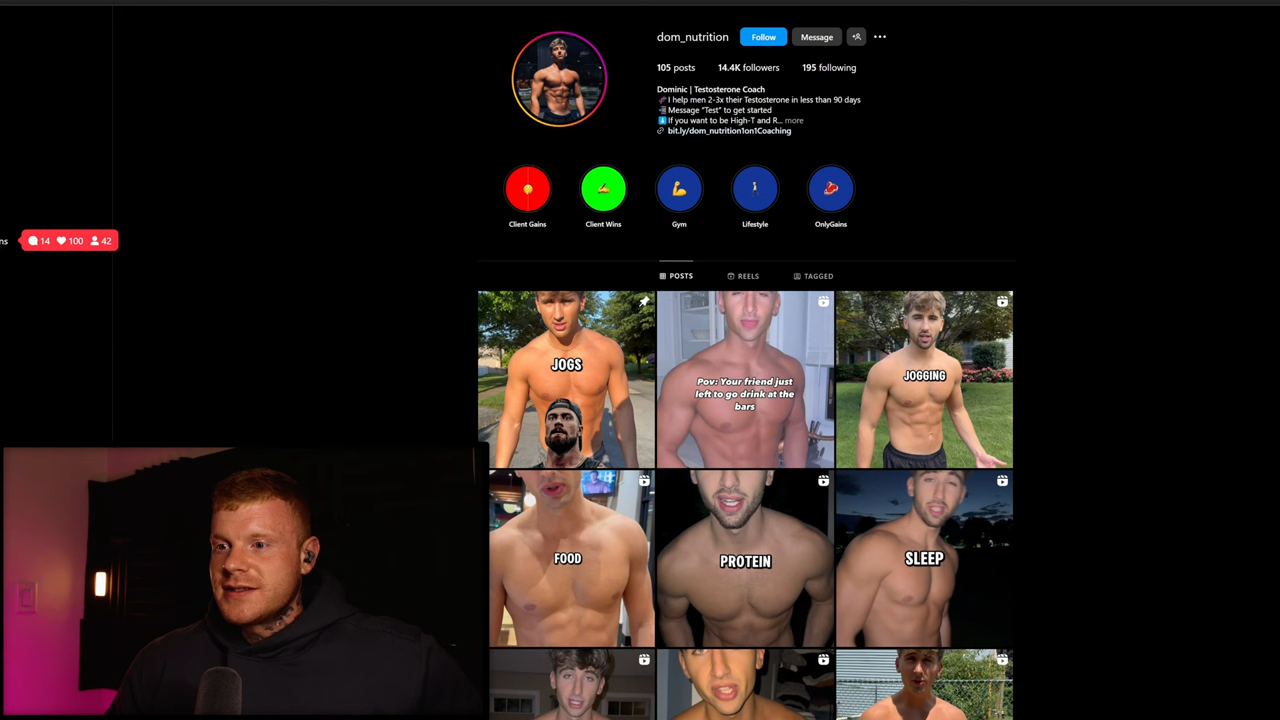 dom_nutrition Follow Message
105 posts 14.4K followers 195 following
Dominic | Testosterone Coach
I help men 2-3x their Testosterone in less than 90 days
Message "Test" to get started
If you want to be High-T and R... more
bit.ly/dom_nutrition1on1Coaching
Client Gains Client Wins Gym Lifestyle OnlyGains
ns 14 100 42
POSTS REELS TAGGED
JOGS
Pov: Your friend just
left to go drink at the
bars
JOGGING
FOOD
PROTEIN
SLEEP